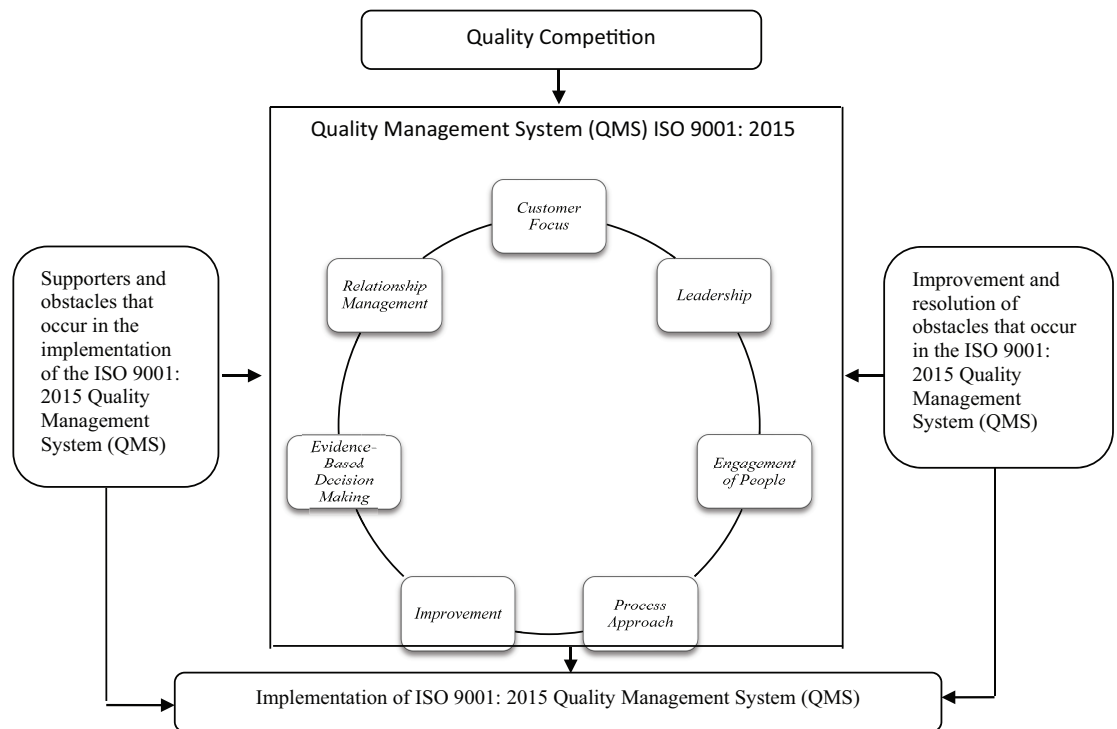 Quality Competition
Quality Management System (QMS) ISO 9001: 2015
Customer
Focus
Relationship
Management
Leadership
Supporters and
obstacles that
occur in the
implementation
of the ISO 9001:
2015 Quality
Management
System (QMS)
Improvement and
resolution of
obstacles that occur
in the ISO 9001:
2015 Quality
Management
System (QMS)
Evidence-
Based
Decision
Making
Engagement
of People
Improvement
Process
Approach
Implementation of ISO 9001: 2015 Quality Management System (QMS)